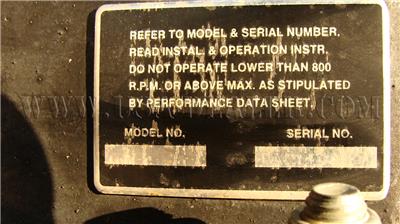 REFER TO MODEL & SERIAL NUMBER.
READ INSTAL. & OPERATION INSTR.
DO NOT OPERATE LOWER THAN 800
R.P.M. OR ABOVE MAX. AS STIPULATED
BY PERFORMANCE DATA SHEET.
MODEL NO. SERIAL NO.